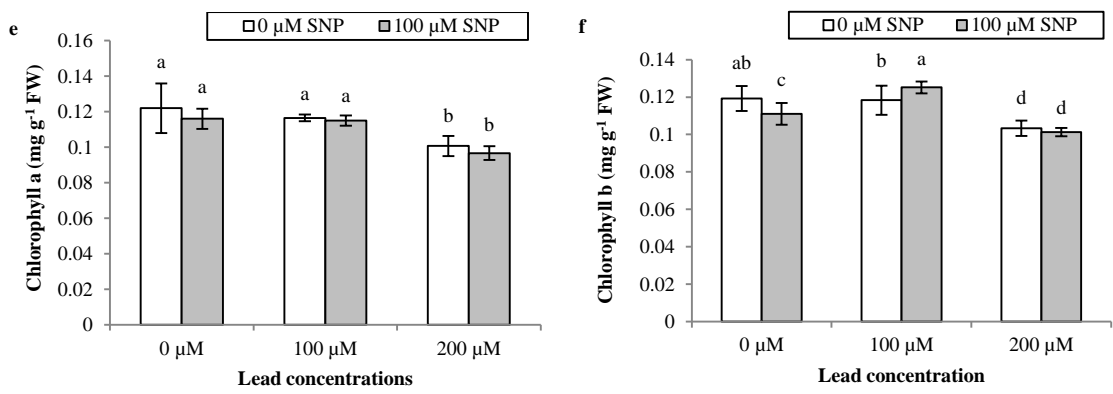 e
0 µM SNP 100 µM SNP
Chlorophyll a (mg g⁻¹ FW)
0.16
0.14
0.12
0.1
0.08
0.06
0.04
0.02
0
a a a a b b
0 µM 100 µM 200 µM
Lead concentrations
f
0 µM SNP 100 µM SNP
Chlorophyll b (mg g⁻¹ FW)
0.14
0.12
0.1
0.08
0.06
0.04
0.02
0
ab c b a d d
0 µM 100 µM 200 µM
Lead concentration